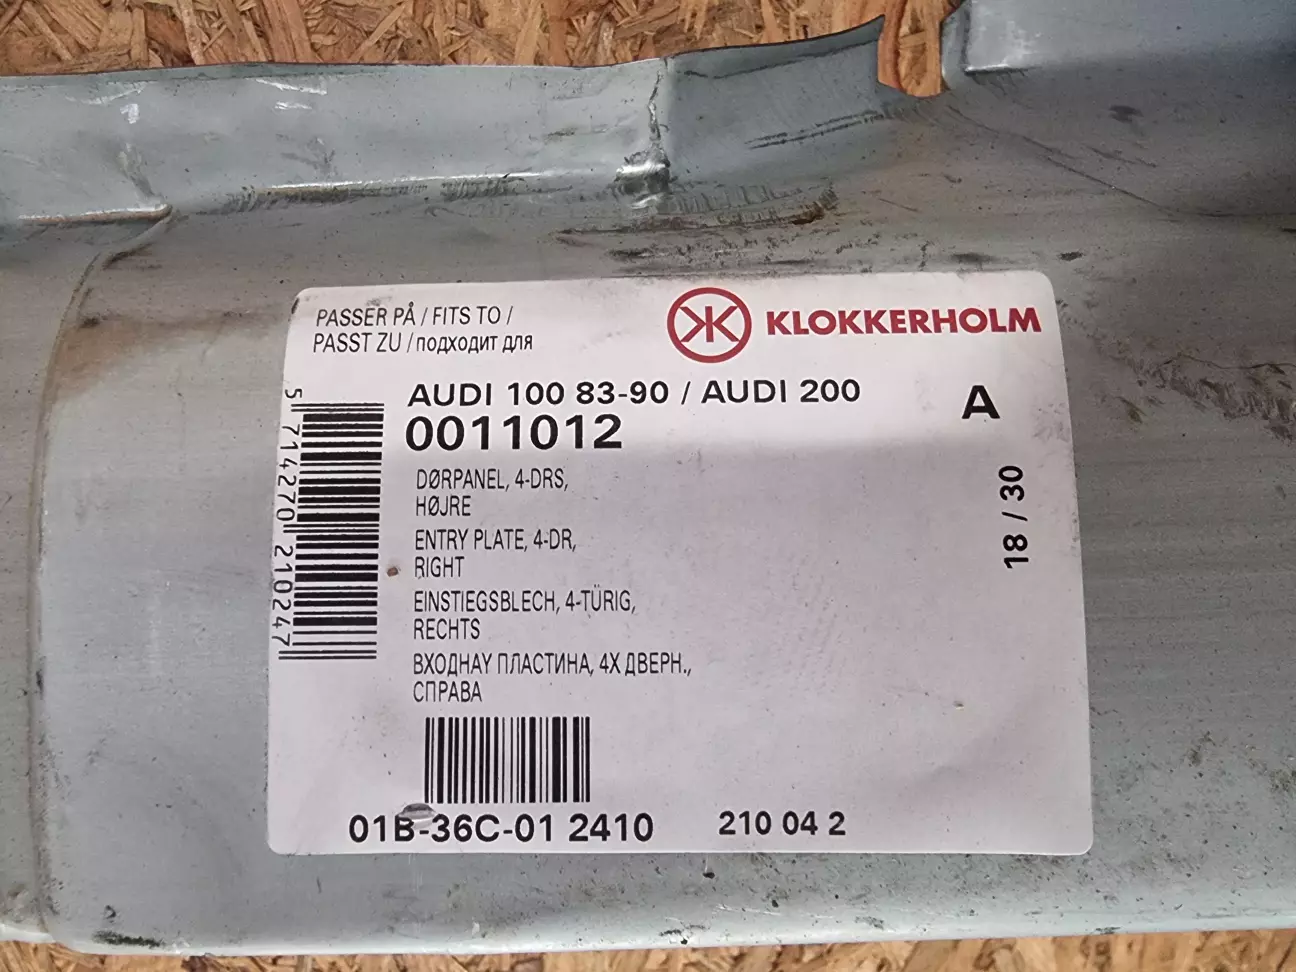 PASSER PÅ / FITS TO /
PASST ZU / подходит для
KLOKKERHOLM
AUDI 100 83-90 / AUDI 200
A
0011012
5 714270 210247
DØRPANEL, 4-DRS,
HØJRE
18 / 30
ENTRY PLATE, 4-DR,
RIGHT
EINSTIEGSBLECH, 4-TÜRIG,
RECHTS
ВХОДНАY ПЛАСТИНА, 4X ДВЕРН.,
СПРАВА
01B-36C-01 2410
210 04 2